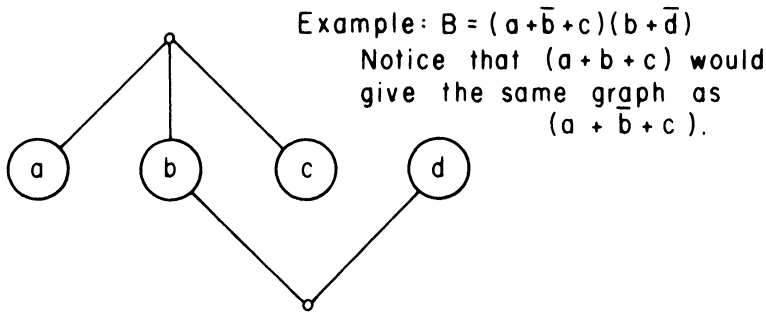 Example: B = (a + b̅ + c)(b + d̅)
Notice that (a + b + c) would
give the same graph as
(a + b̅ + c).
a b c d